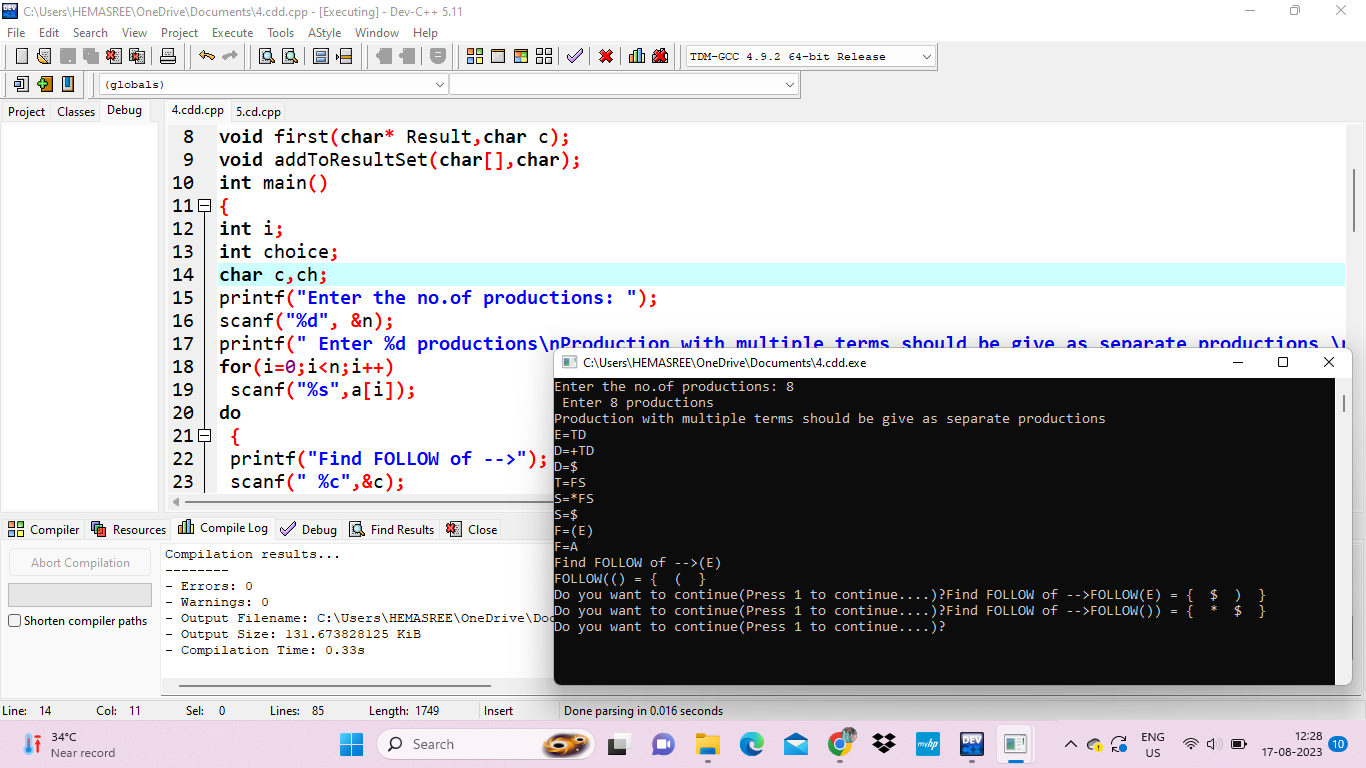 C:\Users\HEMASREE\OneDrive\Documents\4.cdd.cpp - [Executing] - Dev-C++ 5.11
File Edit Search View Project Execute Tools AStyle Window Help
TDM-GCC 4.9.2 64-bit Release
(globals)
Project Classes Debug
4.cdd.cpp 5.cd.cpp
8 void first(char* Result,char c);
9 void addToResultSet(char[],char);
10 int main()
11 {
12 int i;
13 int choice;
14 char c,ch;
15 printf("Enter the no.of productions: ");
16 scanf("%d", &n);
17 printf(" Enter %d productions\nProduction with multiple terms should be give as separate productions \
18 for(i=0;i<n;i++)
19 scanf("%s",a[i]);
20 do
21 {
22 printf("Find FOLLOW of -->");
23 scanf(" %c",&c);
C:\Users\HEMASREE\OneDrive\Documents\4.cdd.exe
Enter the no.of productions: 8
Enter 8 productions
Production with multiple terms should be give as separate productions
E=TD
D=+TD
D=$
T=FS
S=*FS
S=$
F=(E)
F=A
Find FOLLOW of -->(E)
FOLLOW(() = { ( }
Do you want to continue(Press 1 to continue....)?Find FOLLOW of -->FOLLOW(E) = { $ ) }
Do you want to continue(Press 1 to continue....)?Find FOLLOW of -->FOLLOW()) = { * $ }
Do you want to continue(Press 1 to continue....)?
Compiler Resources Compile Log Debug Find Results Close
Abort Compilation
Shorten compiler paths
Compilation results...
--------
- Errors: 0
- Warnings: 0
- Output Filename: C:\Users\HEMASREE\OneDrive\Doc
- Output Size: 131.673828125 KiB
- Compilation Time: 0.33s
Line: 14 Col: 11 Sel: 0 Lines: 85 Length: 1749 Insert Done parsing in 0.016 seconds
34°C
Near record
Search
DEV
myhp
DEV
ENG
US
12:28
17-08-2023
10